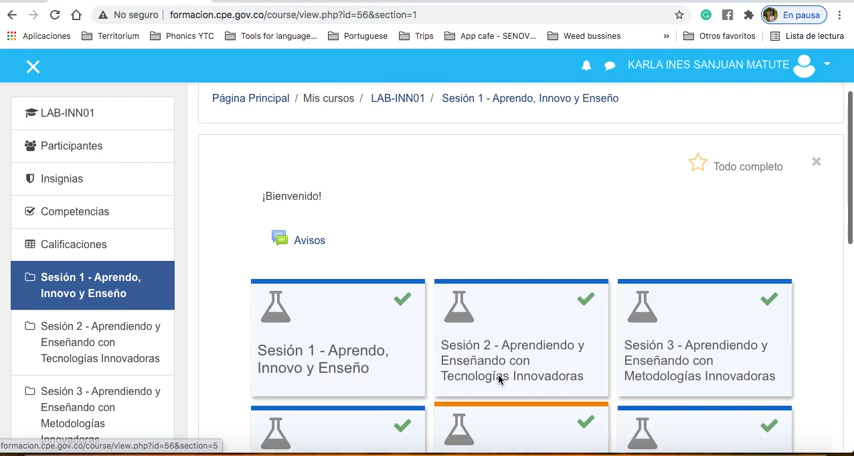 No seguro | formacion.cpe.gov.co/course/view.php?id=56&section=1
En pausa
Aplicaciones
Territorium
Phonics YTC
Tools for language...
Portuguese
Trips
App cafe - SENOV...
Weed bussines
»
Otros favoritos
Lista de lectura
KARLA INES SANJUAN MATUTE
LAB-INN01
Participantes
Insignias
Competencias
Calificaciones
Sesión 1 - Aprendo,
Innovo y Enseño
Sesión 2 - Aprendiendo y
Enseñando con
Tecnologías Innovadoras
Sesión 3 - Aprendiendo y
Enseñando con
Metodologías
Innovadoras
formacion.cpe.gov.co/course/view.php?id=56&section=5
Página Principal / Mis cursos / LAB-INN01 / Sesión 1 - Aprendo, Innovo y Enseño
Todo completo
¡Bienvenido!
Avisos
Sesión 1 - Aprendo,
Innovo y Enseño
Sesión 2 - Aprendiendo y
Enseñando con
Tecnologías Innovadoras
Sesión 3 - Aprendiendo y
Enseñando con
Metodologías Innovadoras